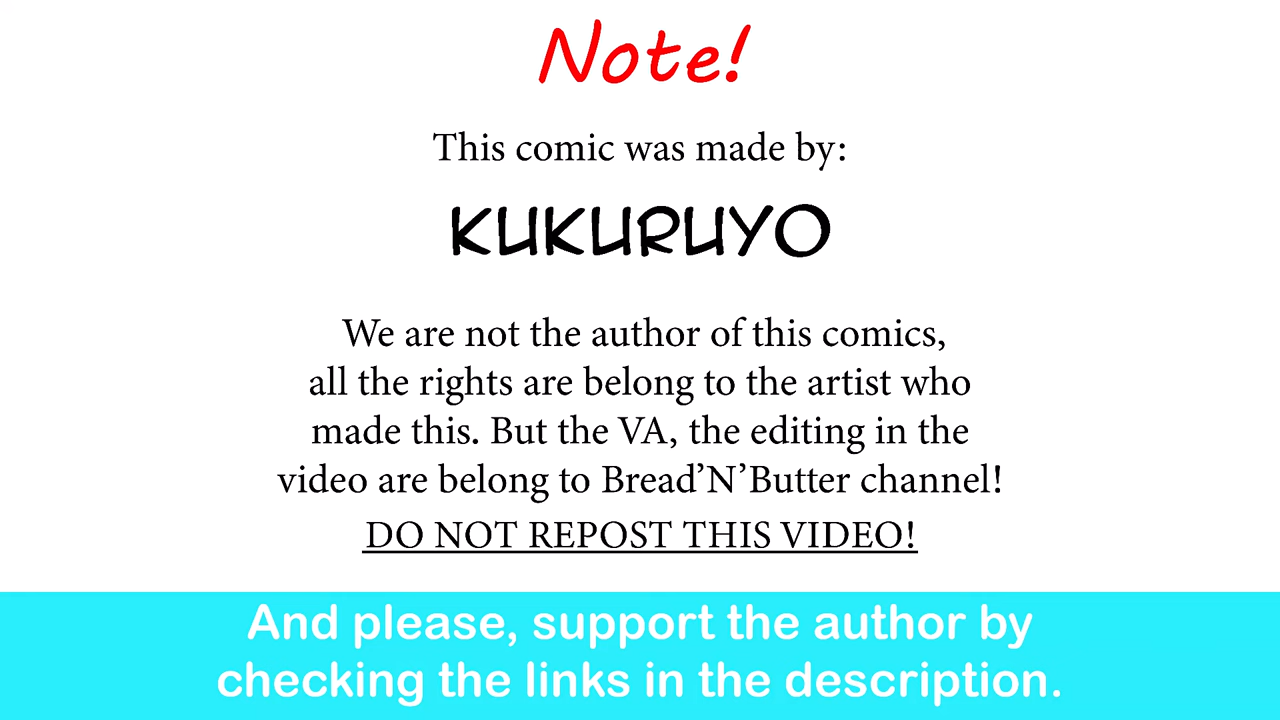 Note!
This comic was made by:
KUKURUYO
We are not the author of this comics,
all the rights are belong to the artist who
made this. But the VA, the editing in the
video are belong to Bread’N’Butter channel!
DO NOT REPOST THIS VIDEO!
And please, support the author by
checking the links in the description.